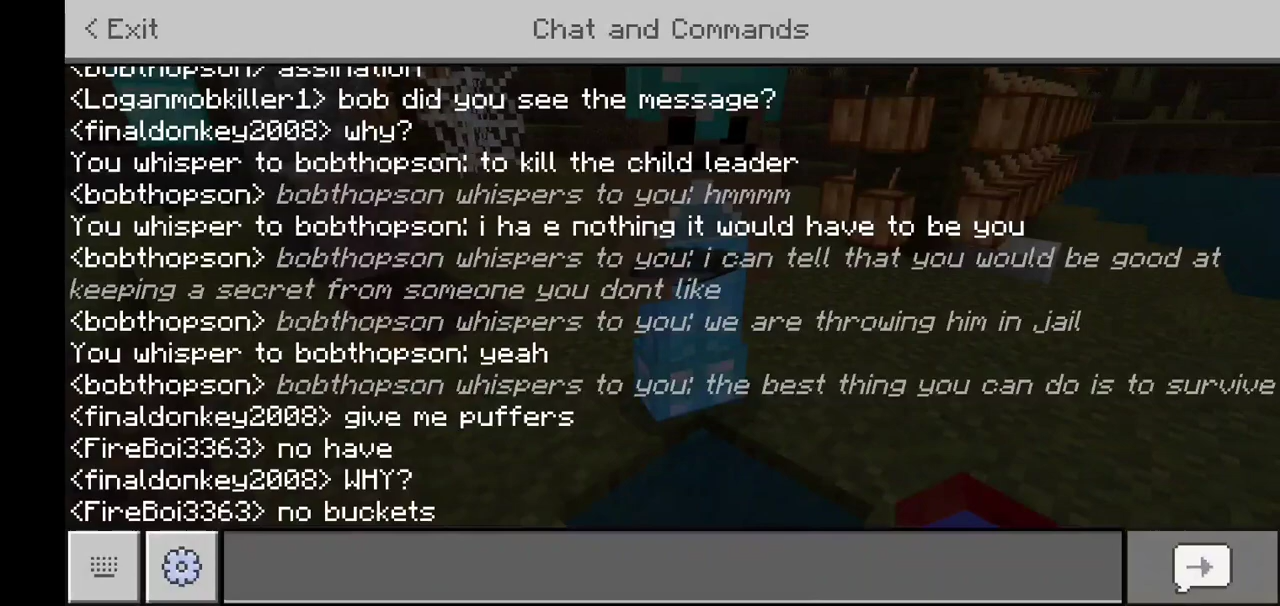 < Exit
Chat and Commands
<bobthopson> assination
<Loganmobkiller1> bob did you see the message?
<finaldonkey2008> why?
You whisper to bobthopson: to kill the child leader
<bobthopson> bobthopson whispers to you: hmmmm
You whisper to bobthopson: i ha e nothing it would have to be you
<bobthopson> bobthopson whispers to you: i can tell that you would be good at
keeping a secret from someone you dont like
<bobthopson> bobthopson whispers to you: we are throwing him in jail
You whisper to bobthopson: yeah
<bobthopson> bobthopson whispers to you: the best thing you can do is to survive
<finaldonkey2008> give me puffers
<FireBoi3363> no have
<finaldonkey2008> WHY?
<FireBoi3363> no buckets